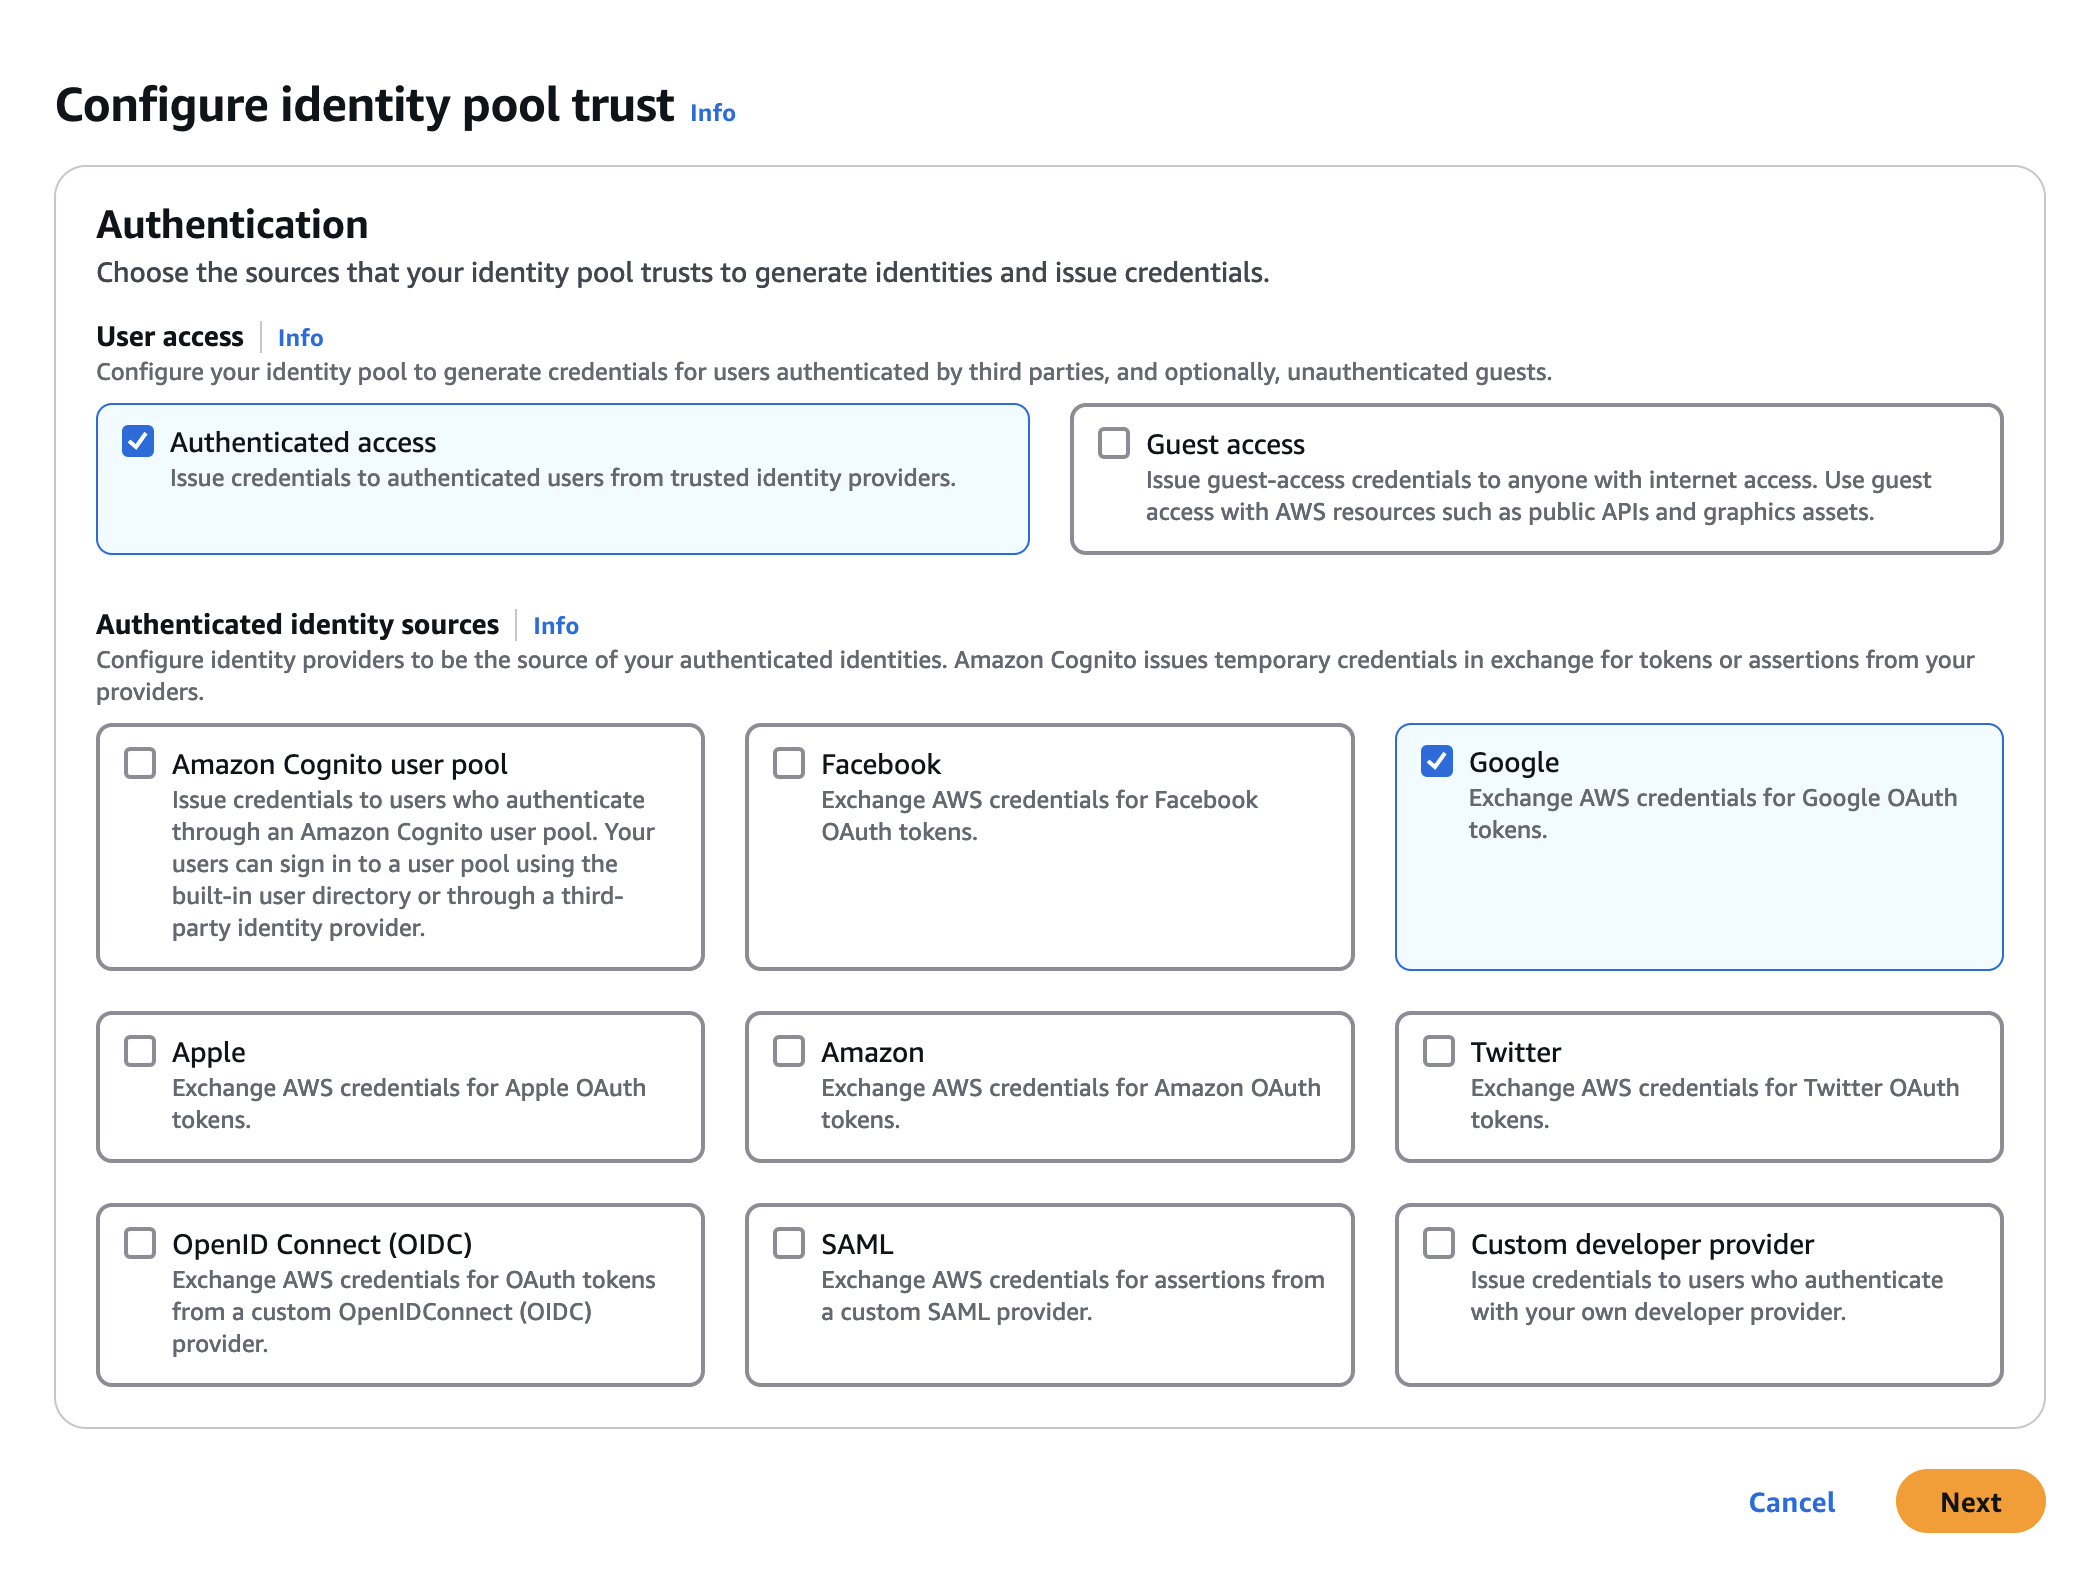 Configure identity pool trust Info
Authentication
Choose the sources that your identity pool trusts to generate identities and issue credentials.
User access Info
Configure your identity pool to generate credentials for users authenticated by third parties, and optionally, unauthenticated guests.
Authenticated access
Issue credentials to authenticated users from trusted identity providers.
Guest access
Issue guest-access credentials to anyone with internet access. Use guest
access with AWS resources such as public APIs and graphics assets.
Authenticated identity sources Info
Configure identity providers to be the source of your authenticated identities. Amazon Cognito issues temporary credentials in exchange for tokens or assertions from your
providers.
Amazon Cognito user pool
Issue credentials to users who authenticate
through an Amazon Cognito user pool. Your
users can sign in to a user pool using the
built-in user directory or through a third-
party identity provider.
Facebook
Exchange AWS credentials for Facebook
OAuth tokens.
Google
Exchange AWS credentials for Google OAuth
tokens.
Apple
Exchange AWS credentials for Apple OAuth
tokens.
Amazon
Exchange AWS credentials for Amazon OAuth
tokens.
Twitter
Exchange AWS credentials for Twitter OAuth
tokens.
OpenID Connect (OIDC)
Exchange AWS credentials for OAuth tokens
from a custom OpenIDConnect (OIDC)
provider.
SAML
Exchange AWS credentials for assertions from
a custom SAML provider.
Custom developer provider
Issue credentials to users who authenticate
with your own developer provider.
Cancel
Next